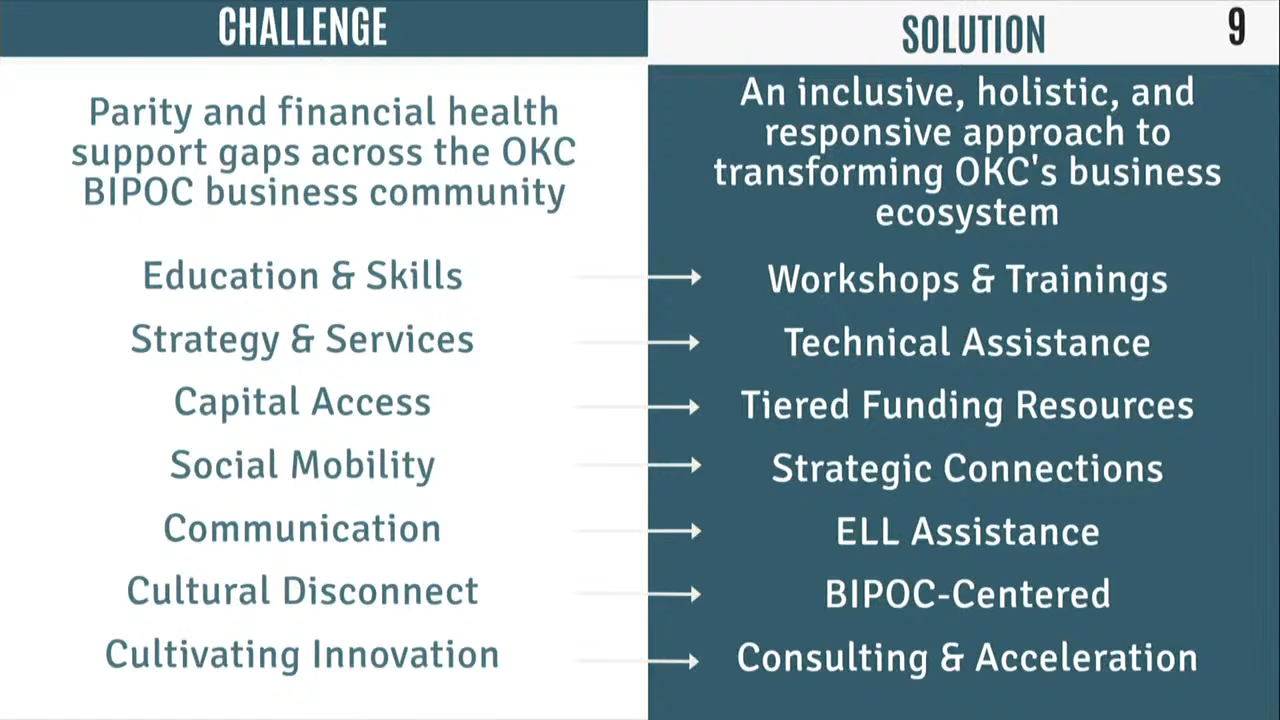 CHALLENGE
Parity and financial health
support gaps across the OKC
BIPOC business community
Education & Skills
Strategy & Services
Capital Access
Social Mobility
Communication
Cultural Disconnect
Cultivating Innovation
SOLUTION
9
An inclusive, holistic, and
responsive approach to
transforming OKC's business
ecosystem
Workshops & Trainings
Technical Assistance
Tiered Funding Resources
Strategic Connections
ELL Assistance
BIPOC-Centered
Consulting & Acceleration